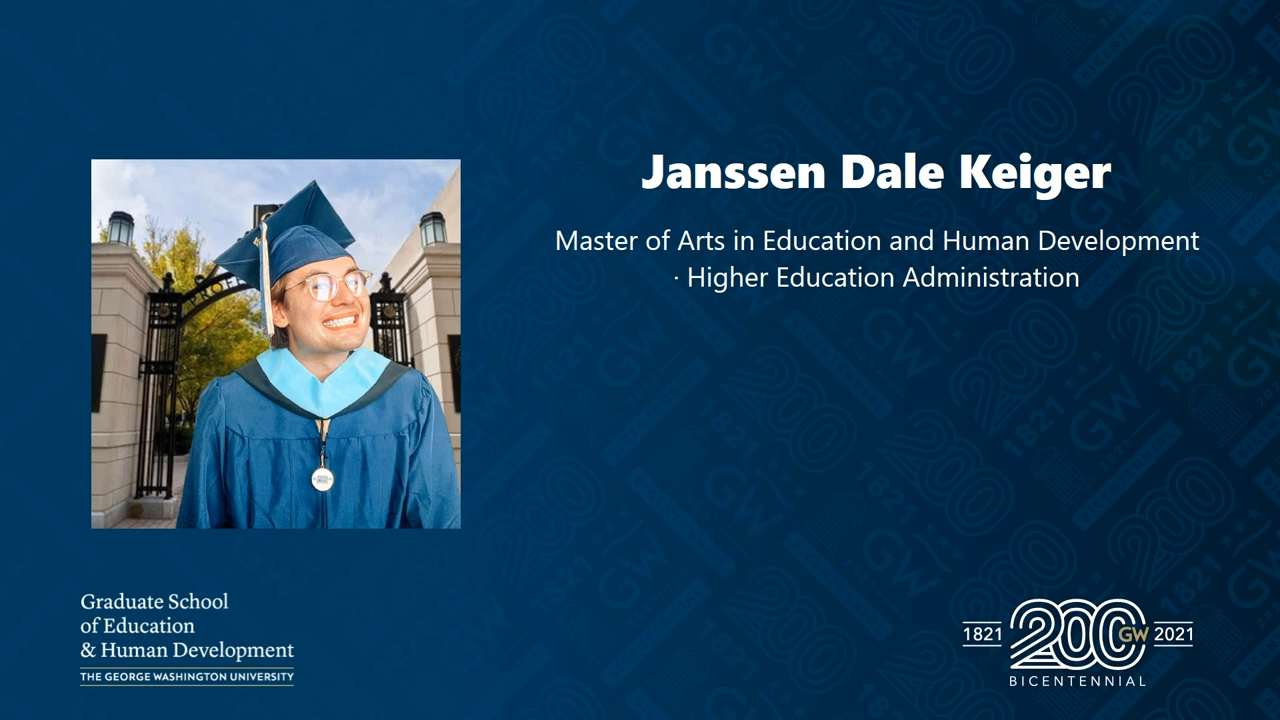 Janssen Dale Keiger
Master of Arts in Education and Human Development
· Higher Education Administration
Graduate School
of Education
& Human Development
THE GEORGE WASHINGTON UNIVERSITY
1821 200 GW 2021
BICENTENNIAL